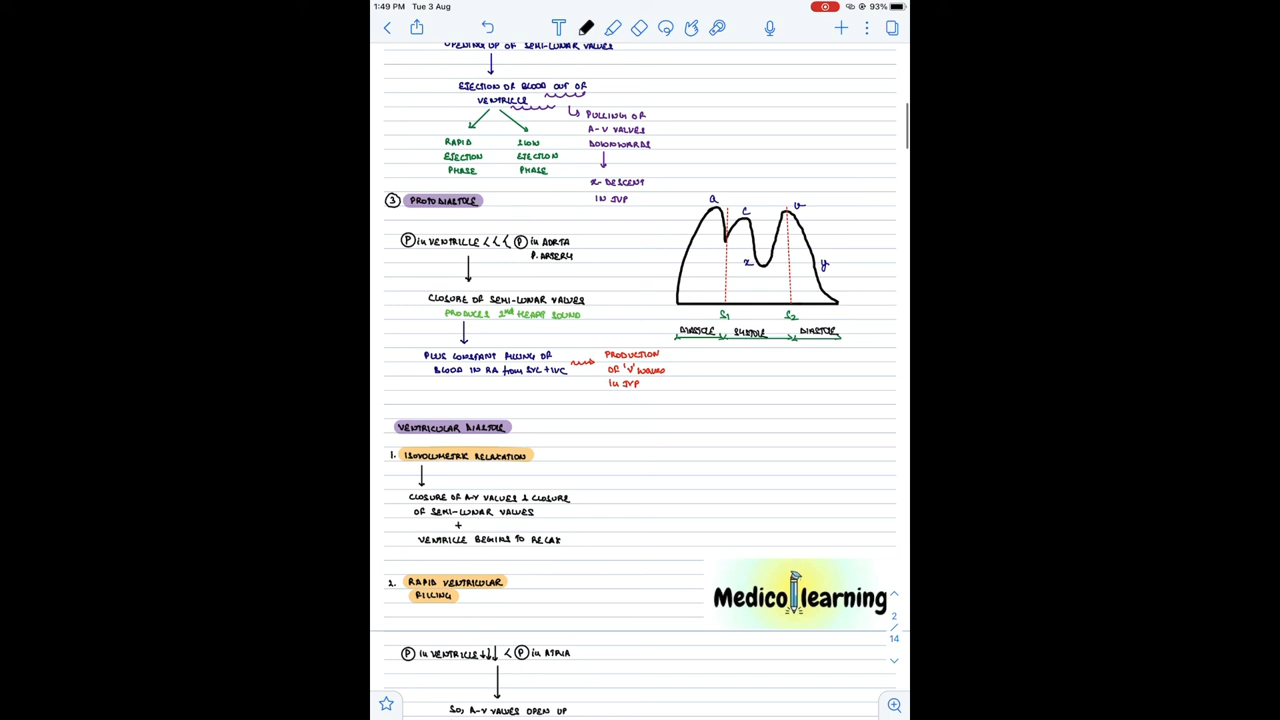 1:49 PM Tue 3 Aug
93%
OPENING UP OF SEMI-LUNAR VALVES
EJECTION OF BLOOD OUT OF
VENTRICLE
PULLING OF
A-V VALVES
DOWNWARDS
RAPID
EJECTION
PHASE
SLOW
EJECTION
PHASE
x-DESCENT
IN JVP
3 PROTODIASTOLE
P in VENTRICLE < < < P in AORTA
P. ARTERY
CLOSURE OF SEMI-LUNAR VALVES
PRODUCES 2nd HEART SOUND
PLUS CONSTANT FILLING OF
BLOOD IN RA from SVC + IVC
PRODUCTION
OF 'V' WAVES
in JVP
a
c
v
x
y
S1
S2
DIASTOLE
SYSTOLE
DIASTOLE
VENTRICULAR DIASTOLE
1. ISOVOLUMETRIC RELAXATION
CLOSURE OF A-V VALVES & CLOSURE
OF SEMI-LUNAR VALVES
+
VENTRICLE BEGINS TO RELAX
2. RAPID VENTRICULAR
FILLING
Medico learning
2
/
14
P in VENTRICLE ↓↓↓ < P in ATRIA
SO, A-V VALVES OPEN UP